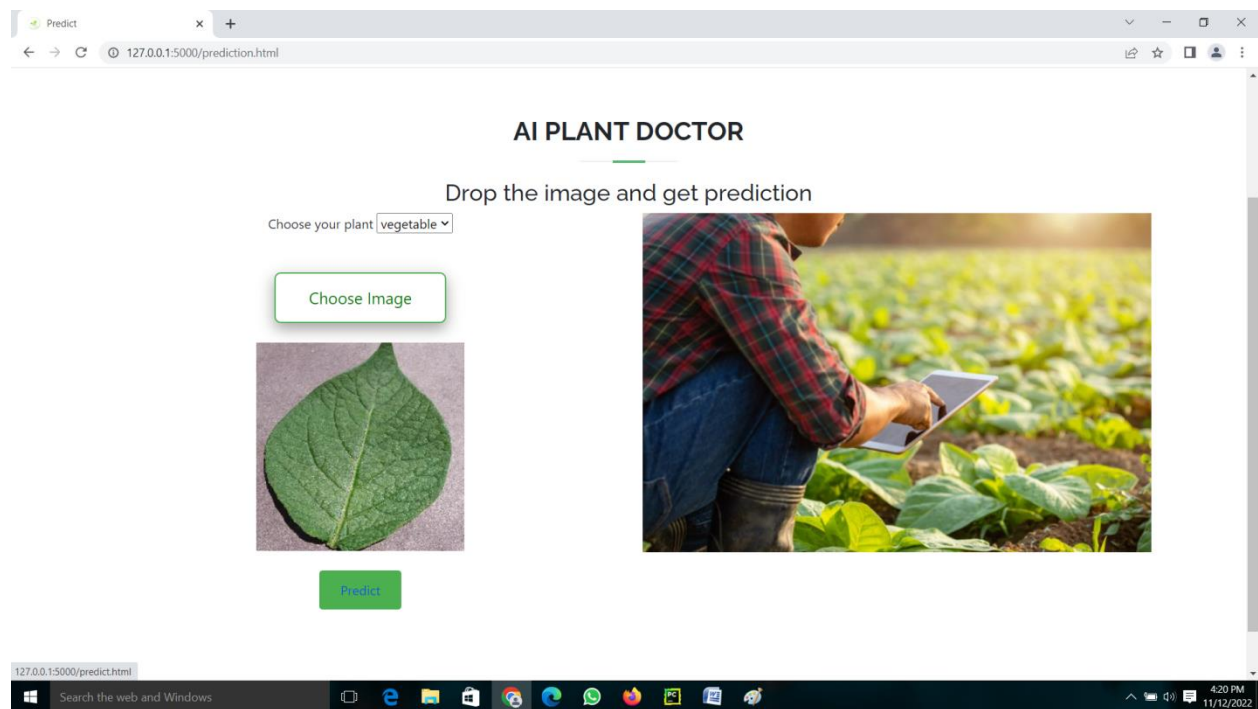 Predict
127.0.0.1:5000/prediction.html
AI PLANT DOCTOR
Drop the image and get prediction
Choose your plant vegetable
Choose Image
Predict
127.0.0.1:5000/predict.html
Search the web and Windows
PC
4:20 PM
11/12/2022